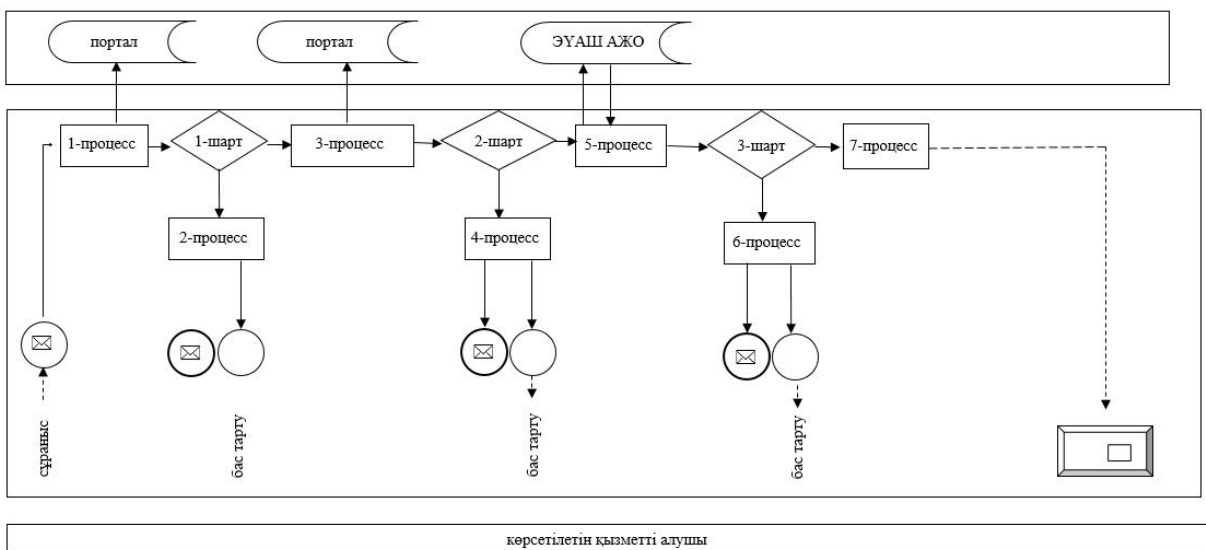 портал
портал
ЭҮАШ АЖО
1-процесс
1-шарт
3-процесс
2-шарт
5-процесс
3-шарт
7-процесс
2-процесс
4-процесс
6-процесс
сұраныс
бас тарту
бас тарту
бас тарту
көрсетілетін қызметті алушы